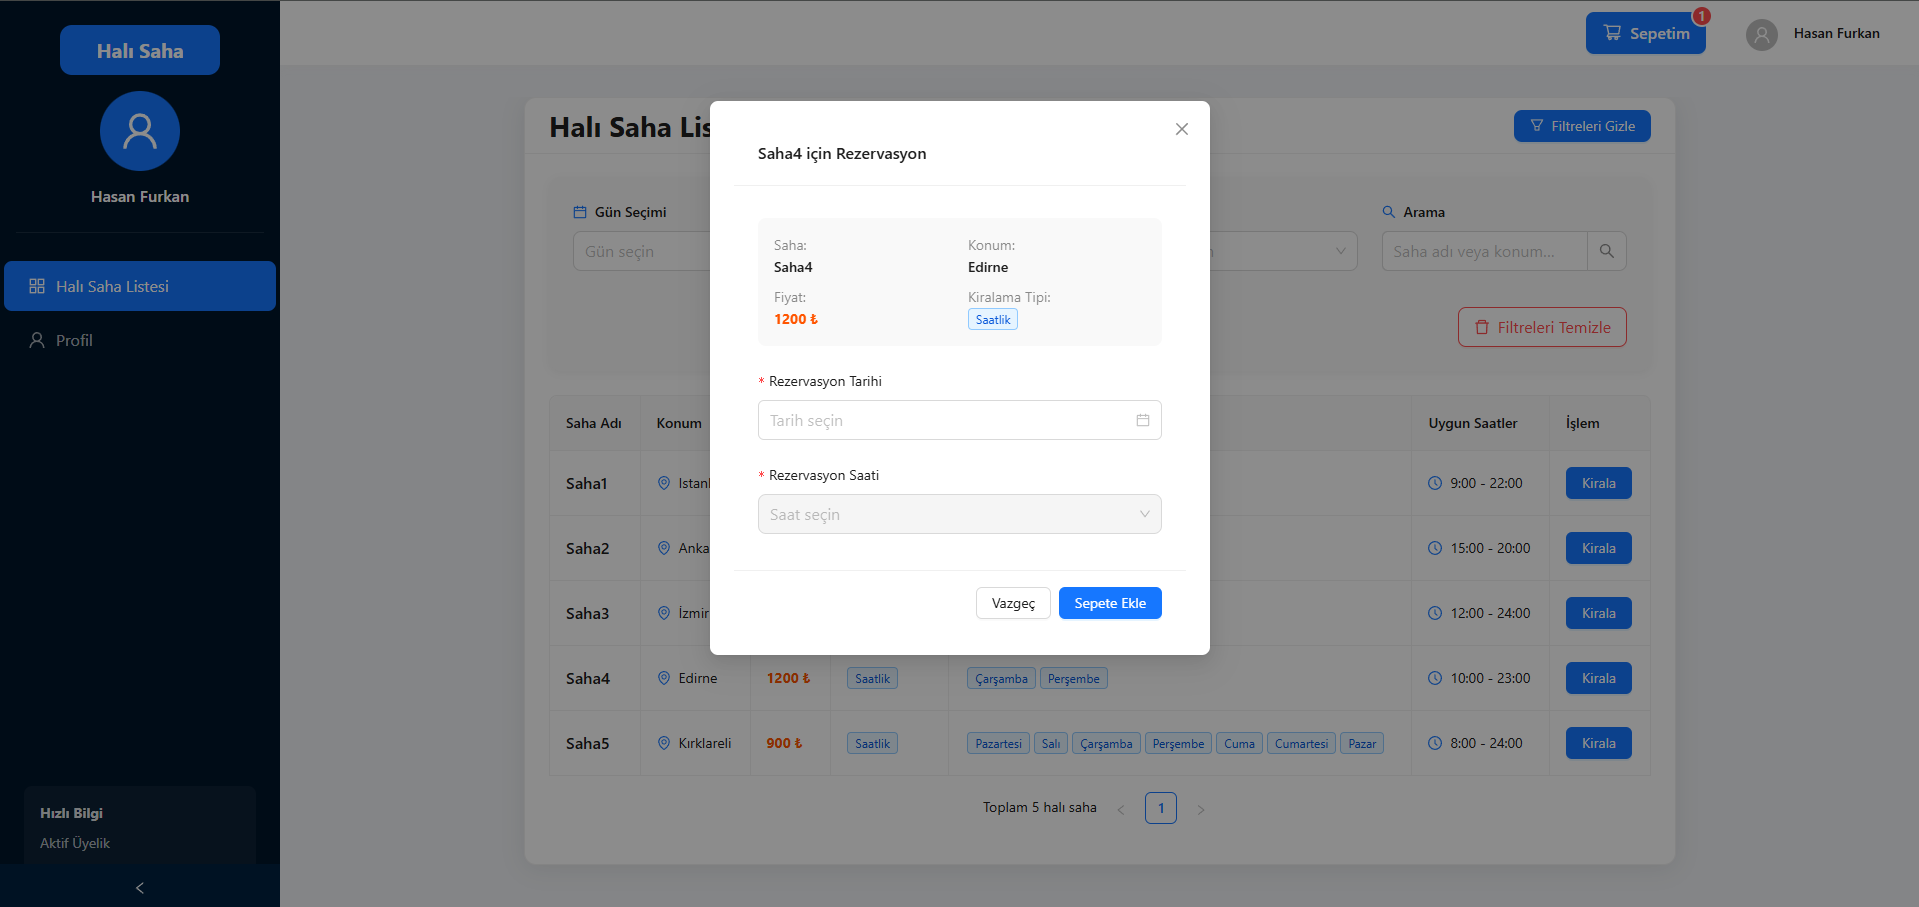 Halı Saha
Hasan Furkan
Halı Saha Listesi
Profil
Hızlı Bilgi
Aktif Üyelik
Sepetim
1
Hasan Furkan
Halı Saha Lis
Filtreleri Gizle
Gün Seçimi
Gün seçin
Arama
Saha adı veya konum...
Filtreleri Temizle
Saha4 için Rezervasyon
Saha: Konum:
Saha4 Edirne
Fiyat: Kiralama Tipi:
1200 ₺ Saatlik
* Rezervasyon Tarihi
Tarih seçin
* Rezervasyon Saati
Saat seçin
Vazgeç Sepete Ekle
Saha Adı Konum Uygun Saatler İşlem
Saha1 Istanl 9:00 - 22:00 Kirala
Saha2 Anka 15:00 - 20:00 Kirala
Saha3 İzmir 12:00 - 24:00 Kirala
Saha4 Edirne 1200 ₺ Saatlik Çarşamba Perşembe 10:00 - 23:00 Kirala
Saha5 Kırklareli 900 ₺ Saatlik Pazartesi Salı Çarşamba Perşembe Cuma Cumartesi Pazar 8:00 - 24:00 Kirala
Toplam 5 halı saha < 1 >